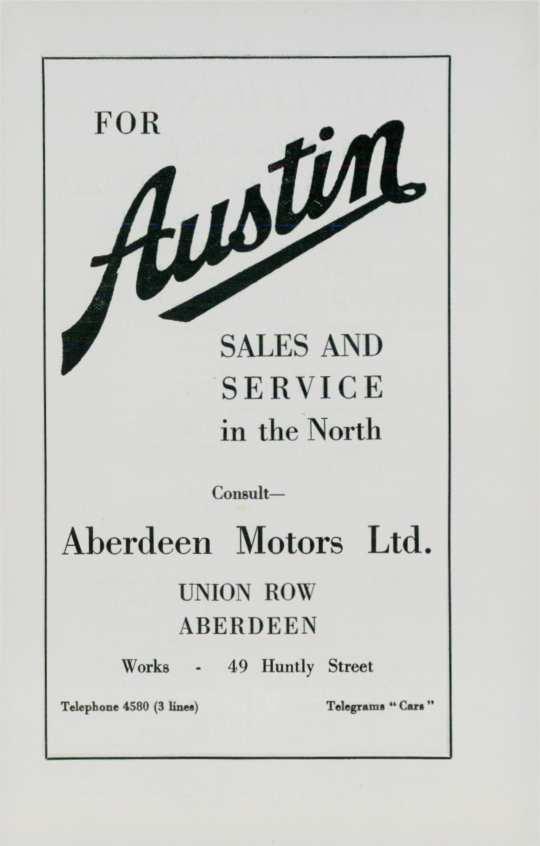 FOR
Austin
SALES AND
SERVICE
in the North
Consult—
Aberdeen Motors Ltd.
UNION ROW
ABERDEEN
Works - 49 Huntly Street
Telephone 4580 (3 lines) Telegrams "Cars"